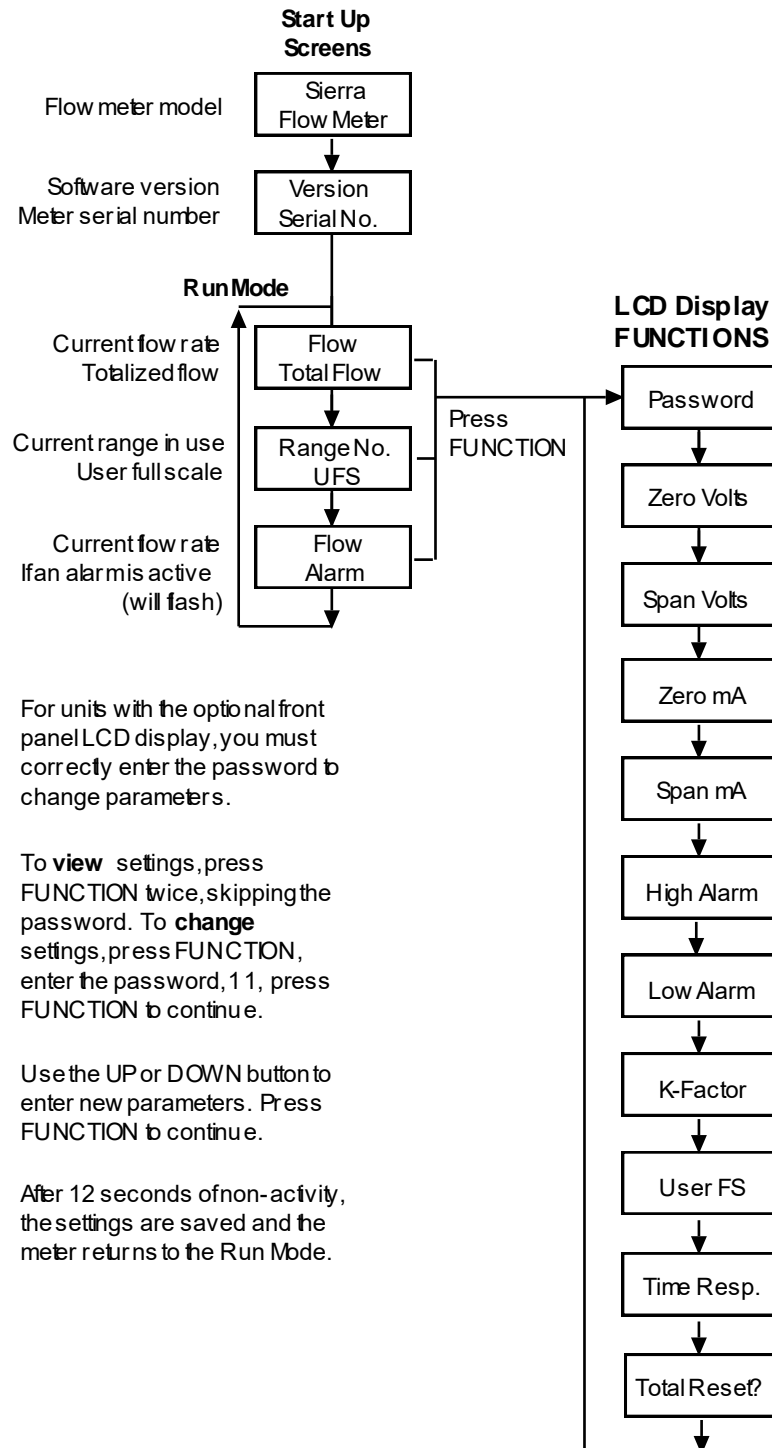 Start Up
Screens
Flow meter model
Sierra
Flow Meter
Software version
Meter serial number
Version
Serial No.
Run Mode
Current flow rate
Totalized flow
Flow
Total Flow
Current range in use
User full scale
Range No.
UFS
Current flow rate
If an alarm is active
(will flash)
Flow
Alarm
Press
FUNCTION
For units with the optional front
panel LCD display, you must
correctly enter the password to
change parameters.
To view settings, press
FUNCTION twice, skipping the
password. To change
settings, press FUNCTION,
enter the password, 11, press
FUNCTION to continue.
Use the UP or DOWN button to
enter new parameters. Press
FUNCTION to continue.
After 12 seconds of non-activity,
the settings are saved and the
meter returns to the Run Mode.
LCD Display
FUNCTIONS
Password
Zero Volts
Span Volts
Zero mA
Span mA
High Alarm
Low Alarm
K-Factor
User FS
Time Resp.
Total Reset?